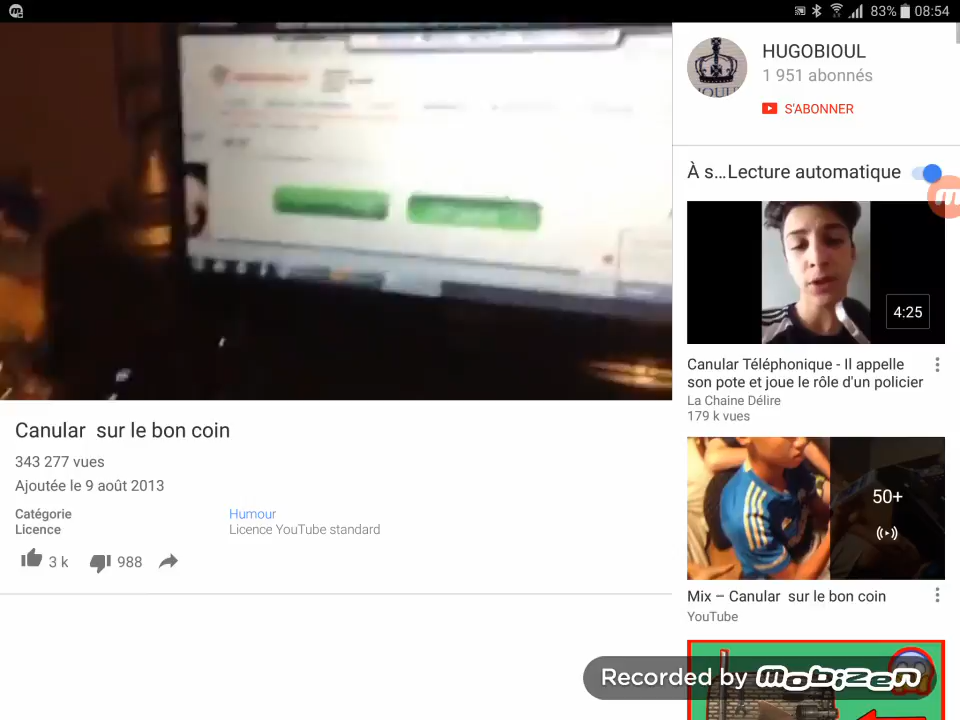 83% 08:54
HUGOBIOUL
1 951 abonnés
S'ABONNER
À s…Lecture automatique
4:25
Canular Téléphonique - Il appelle
son pote et joue le rôle d'un policier
La Chaine Délire
179 k vues
50+
Mix – Canular sur le bon coin
YouTube
Canular sur le bon coin
343 277 vues
Ajoutée le 9 août 2013
Catégorie Humour
Licence Licence YouTube standard
3 k 988
Recorded by mobizen